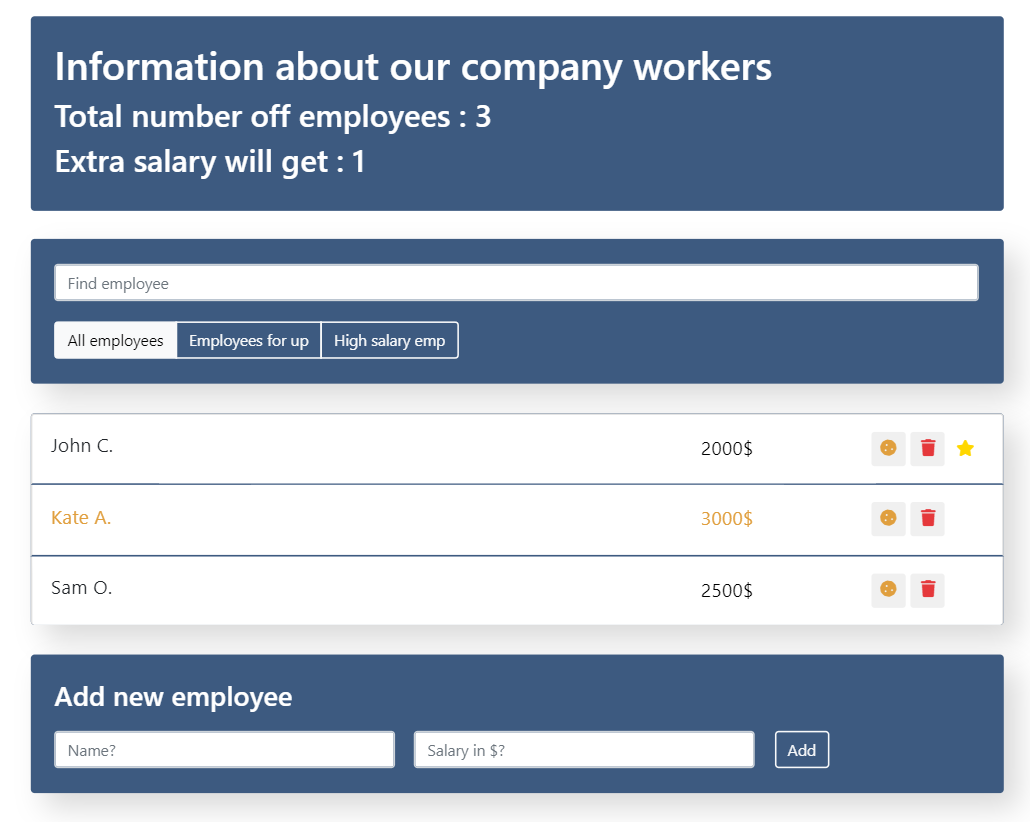 Information about our company workers
Total number off employees : 3
Extra salary will get : 1
Find employee
All employees Employees for up High salary emp
John C. 2000$
Kate A. 3000$
Sam O. 2500$
Add new employee
Name? Salary in $? Add